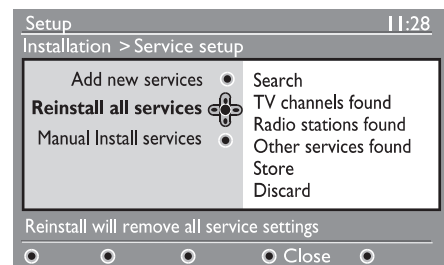 Setup 11:28
Installation > Service setup
Add new services
Reinstall all services
Manual Install services
Search
TV channels found
Radio stations found
Other services found
Store
Discard
Reinstall will remove all service settings
Close